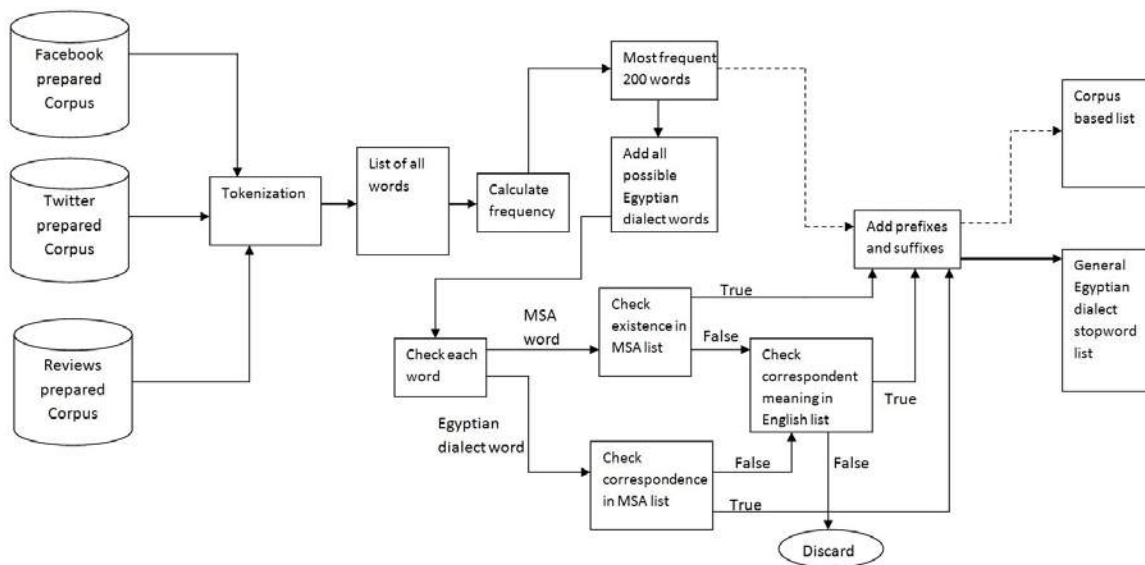 Facebook
prepared
Corpus
Twitter
prepared
Corpus
Reviews
prepared
Corpus
Tokenization
List of all
words
Calculate
frequency
Most frequent
200 words
Add all
possible
Egyptian
dialect words
Check each
word
MSA
word
Egyptian
dialect word
Check
existence in
MSA list
True
False
Check
correspondent
meaning in
English list
True
False
Check
correspondence
in MSA list
False
True
Discard
Add prefixes
and suffixes
Corpus
based list
General
Egyptian
dialect
stopword
list